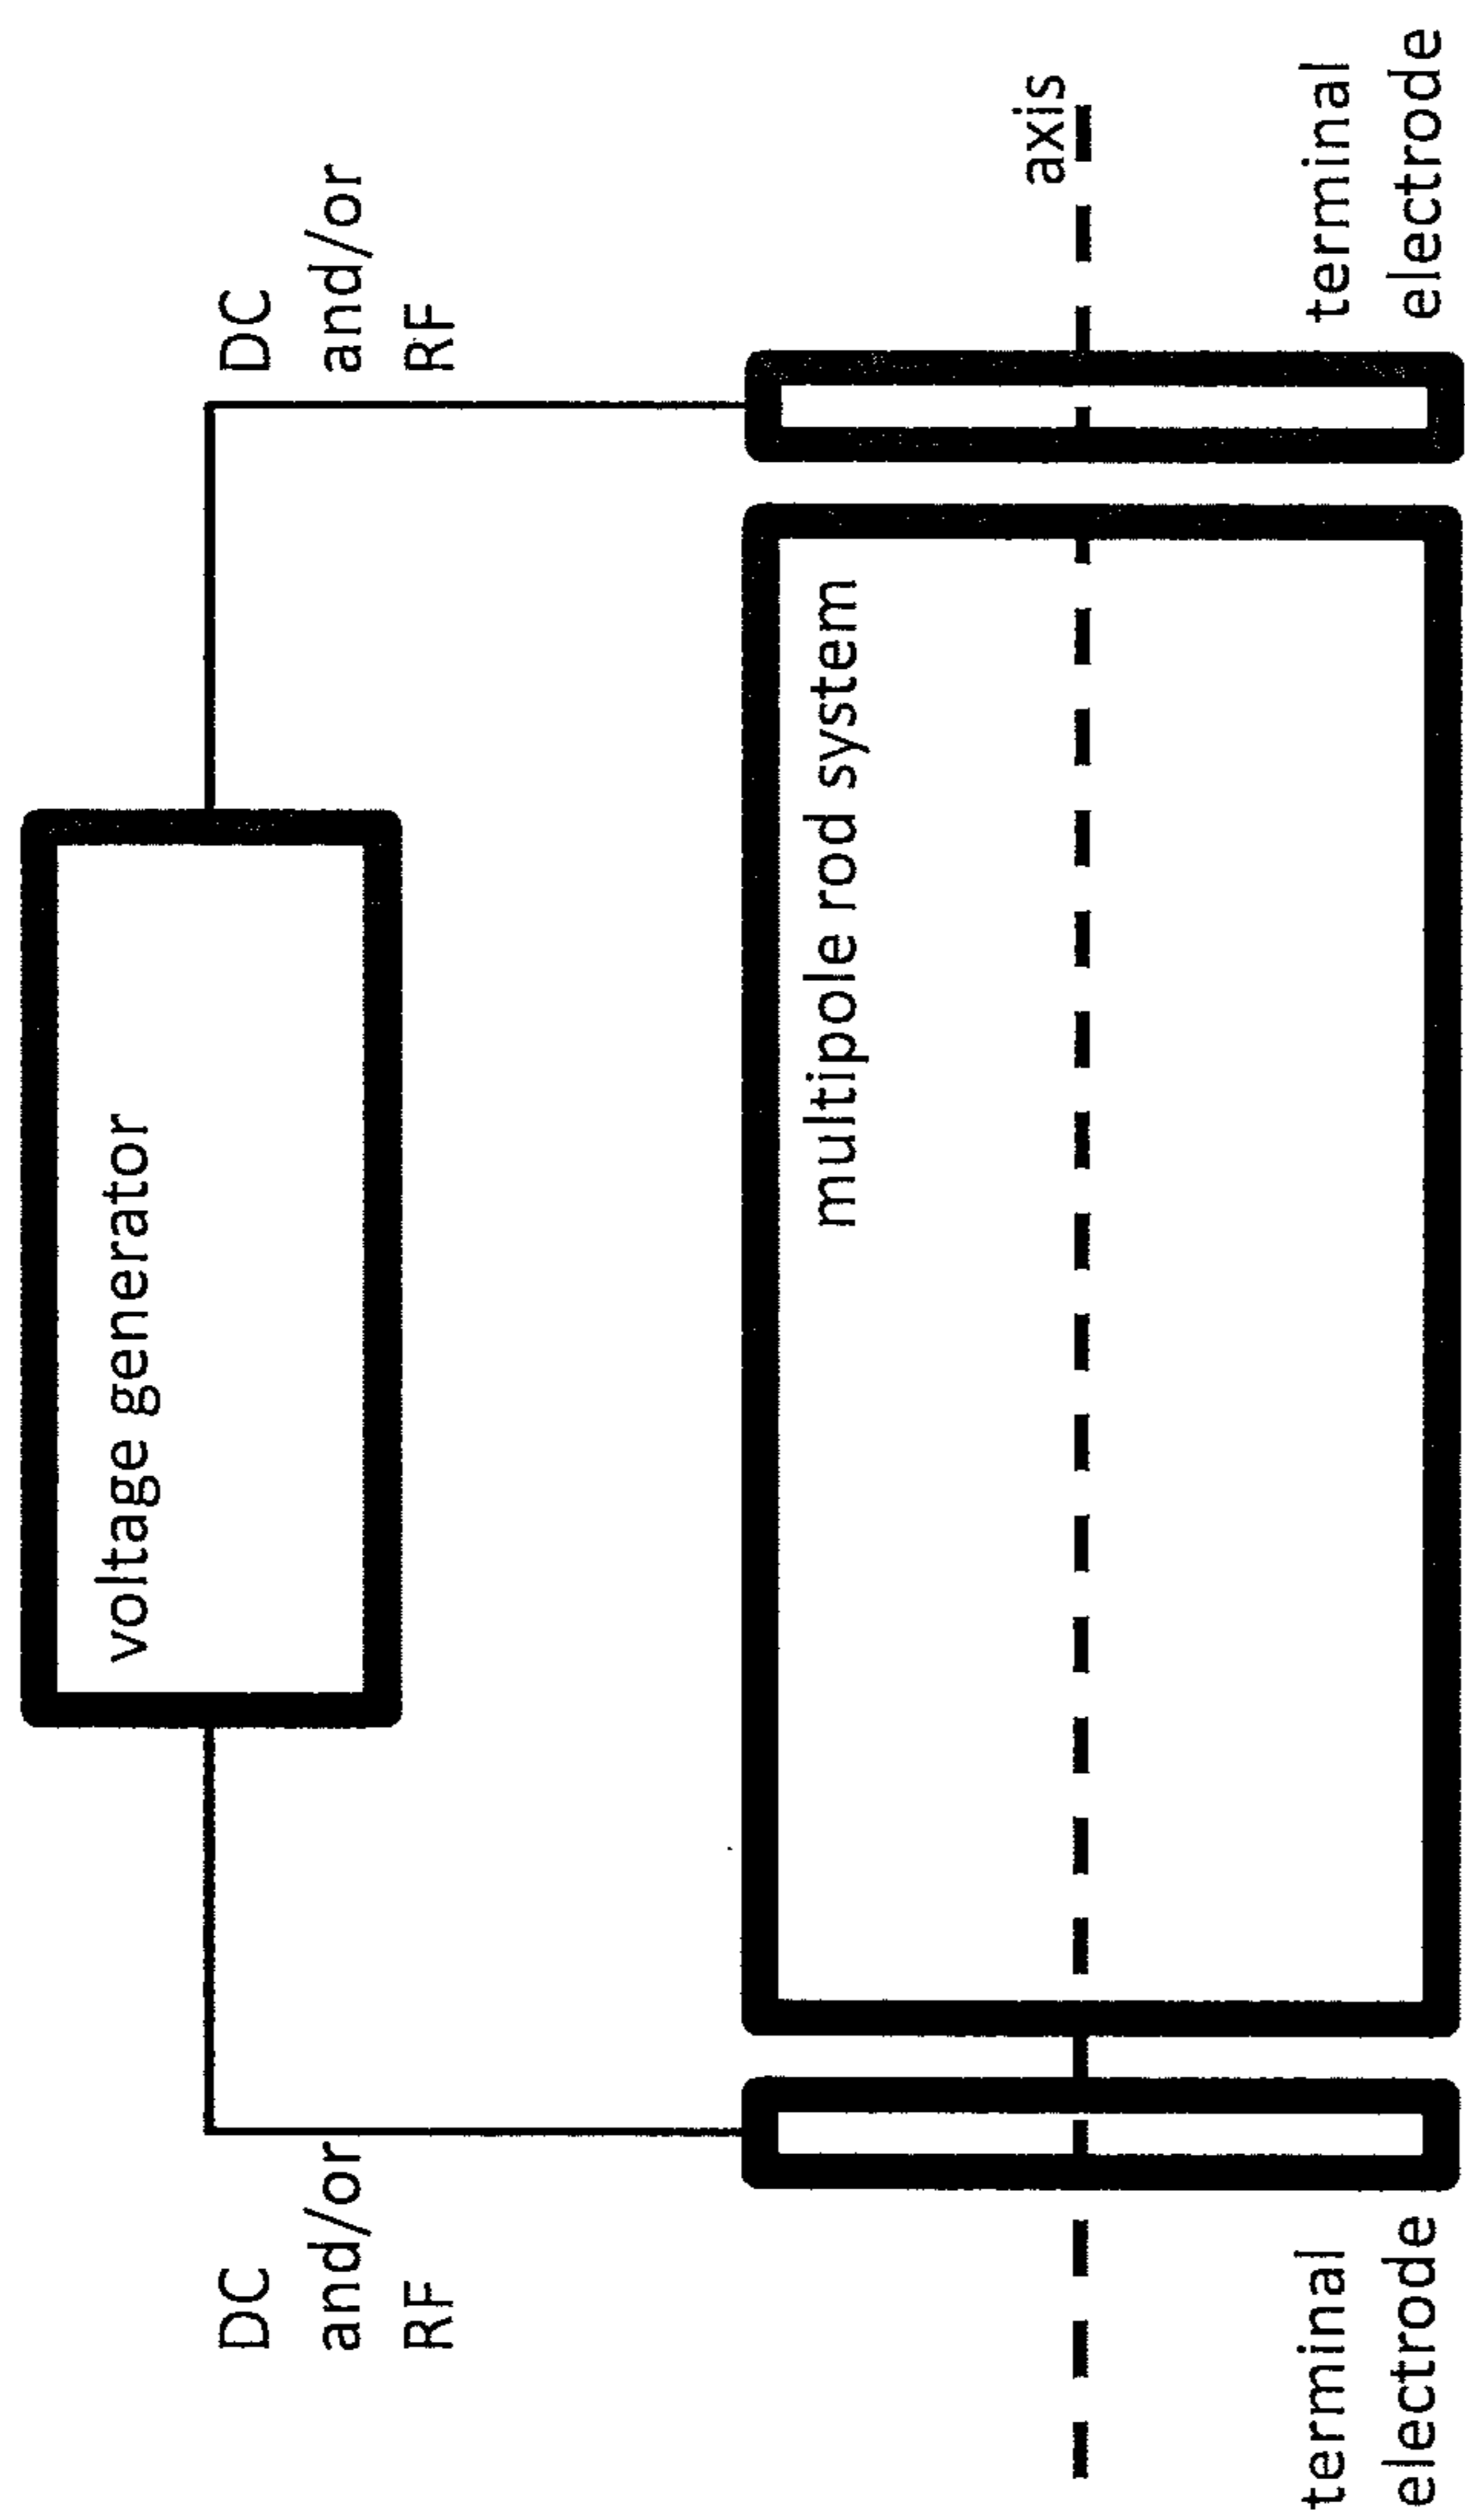 voltage generator
DC
and/or
RF
DC
and/or
RF
multipole rod system
axis
terminal
electrode
terminal
electrode